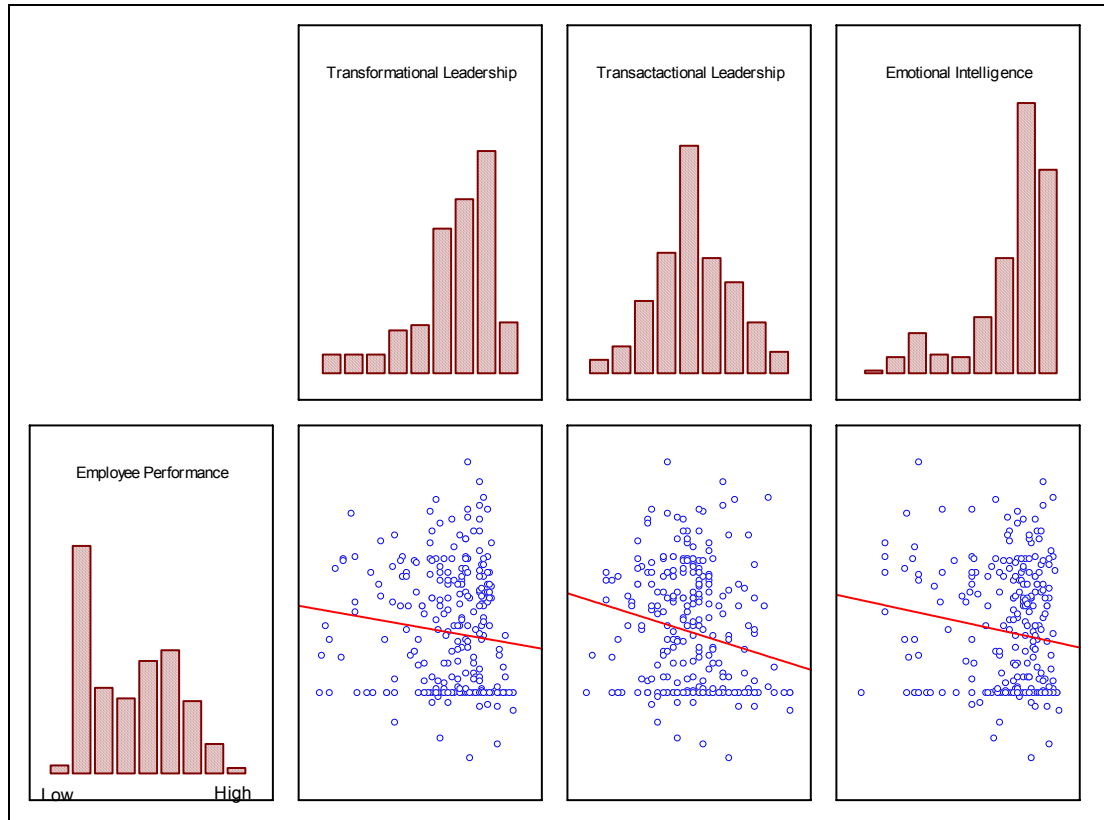 Transformational Leadership
Transactactional Leadership
Emotional Intelligence
Employee Performance
Low
High